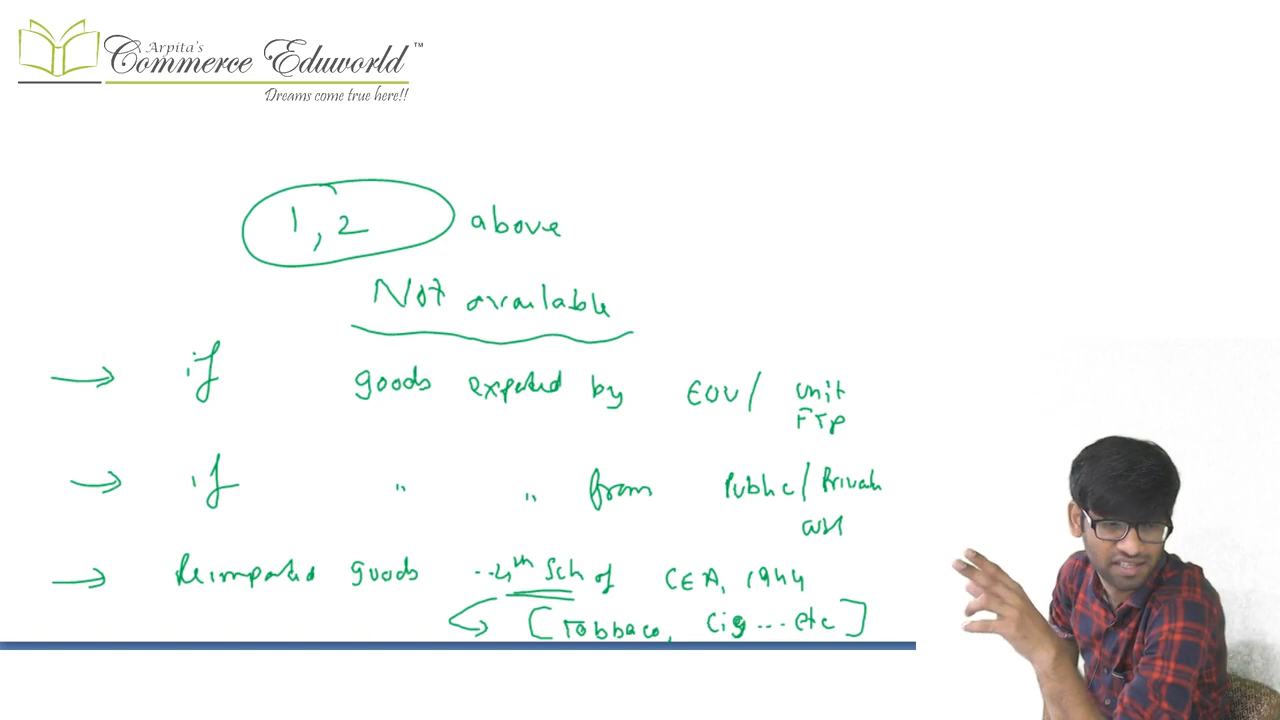 Arpita's
Commerce Eduworld™
Dreams come true here!!
1, 2 above
Not available
→ if goods exported by EOU/ unit
FTP
→ if " " from Public/Private
W/H
→ Reimported goods ..4th Sch of CEA, 1944
[Tobbaco, Cig... etc]